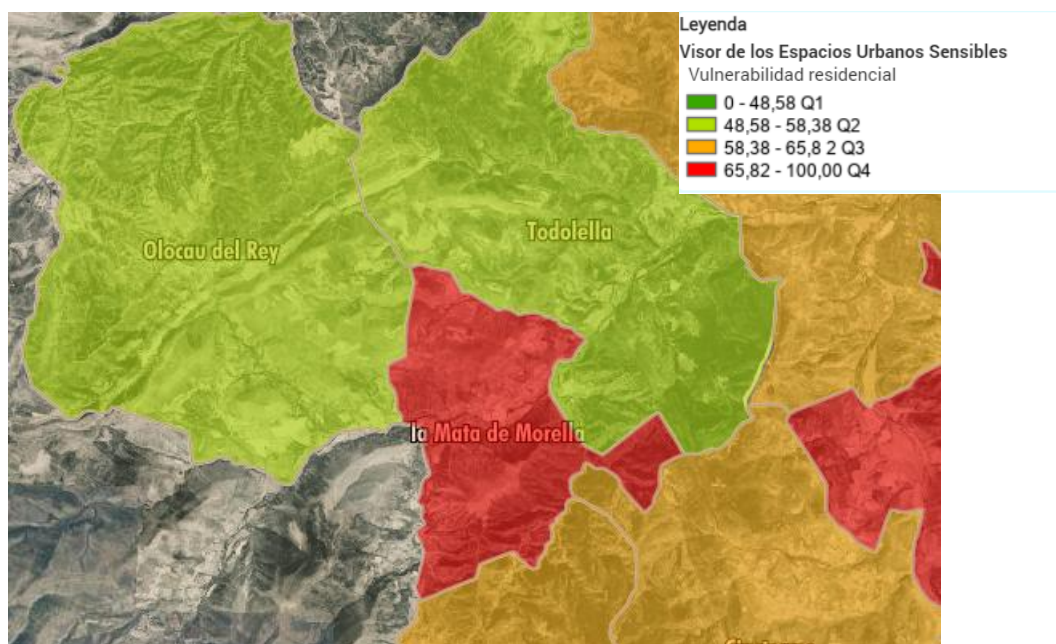 Leyenda
Visor de los Espacios Urbanos Sensibles
Vulnerabilidad residencial
0 - 48,58 Q1
48,58 - 58,38 Q2
58,38 - 65,8 2 Q3
65,82 - 100,00 Q4
Todolella
Olocau del Rey
la Mata de Morella